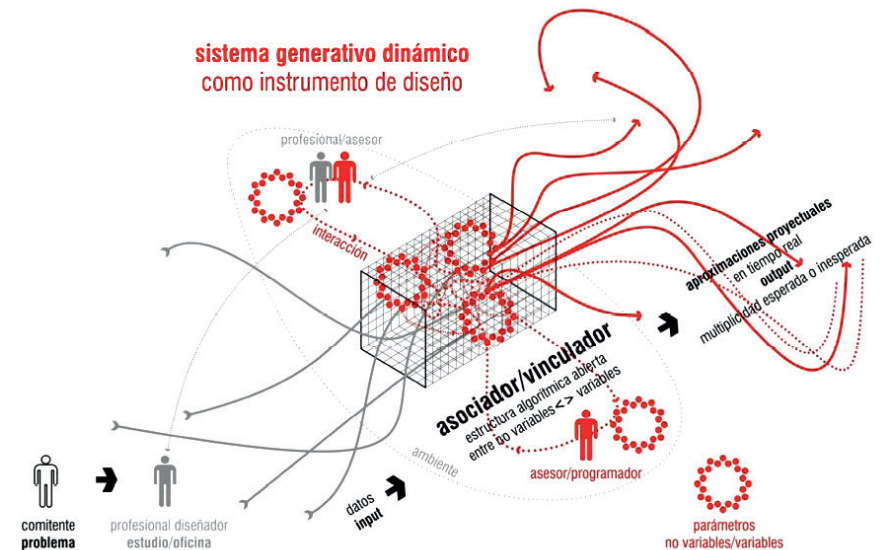 sistema generativo dinámico
como instrumento de diseño
profesional/asesor
interacción
aproximaciones proyectuales
en tiempo real
output
multiplicidad esperada o inesperada
asociador/vinculador
estructura algorítmica abierta
entre no variables<>variables
ambiente
asesor/programador
datos
input
comitente
problema
profesional diseñador
estudio/oficina
parámetros
no variables/variables